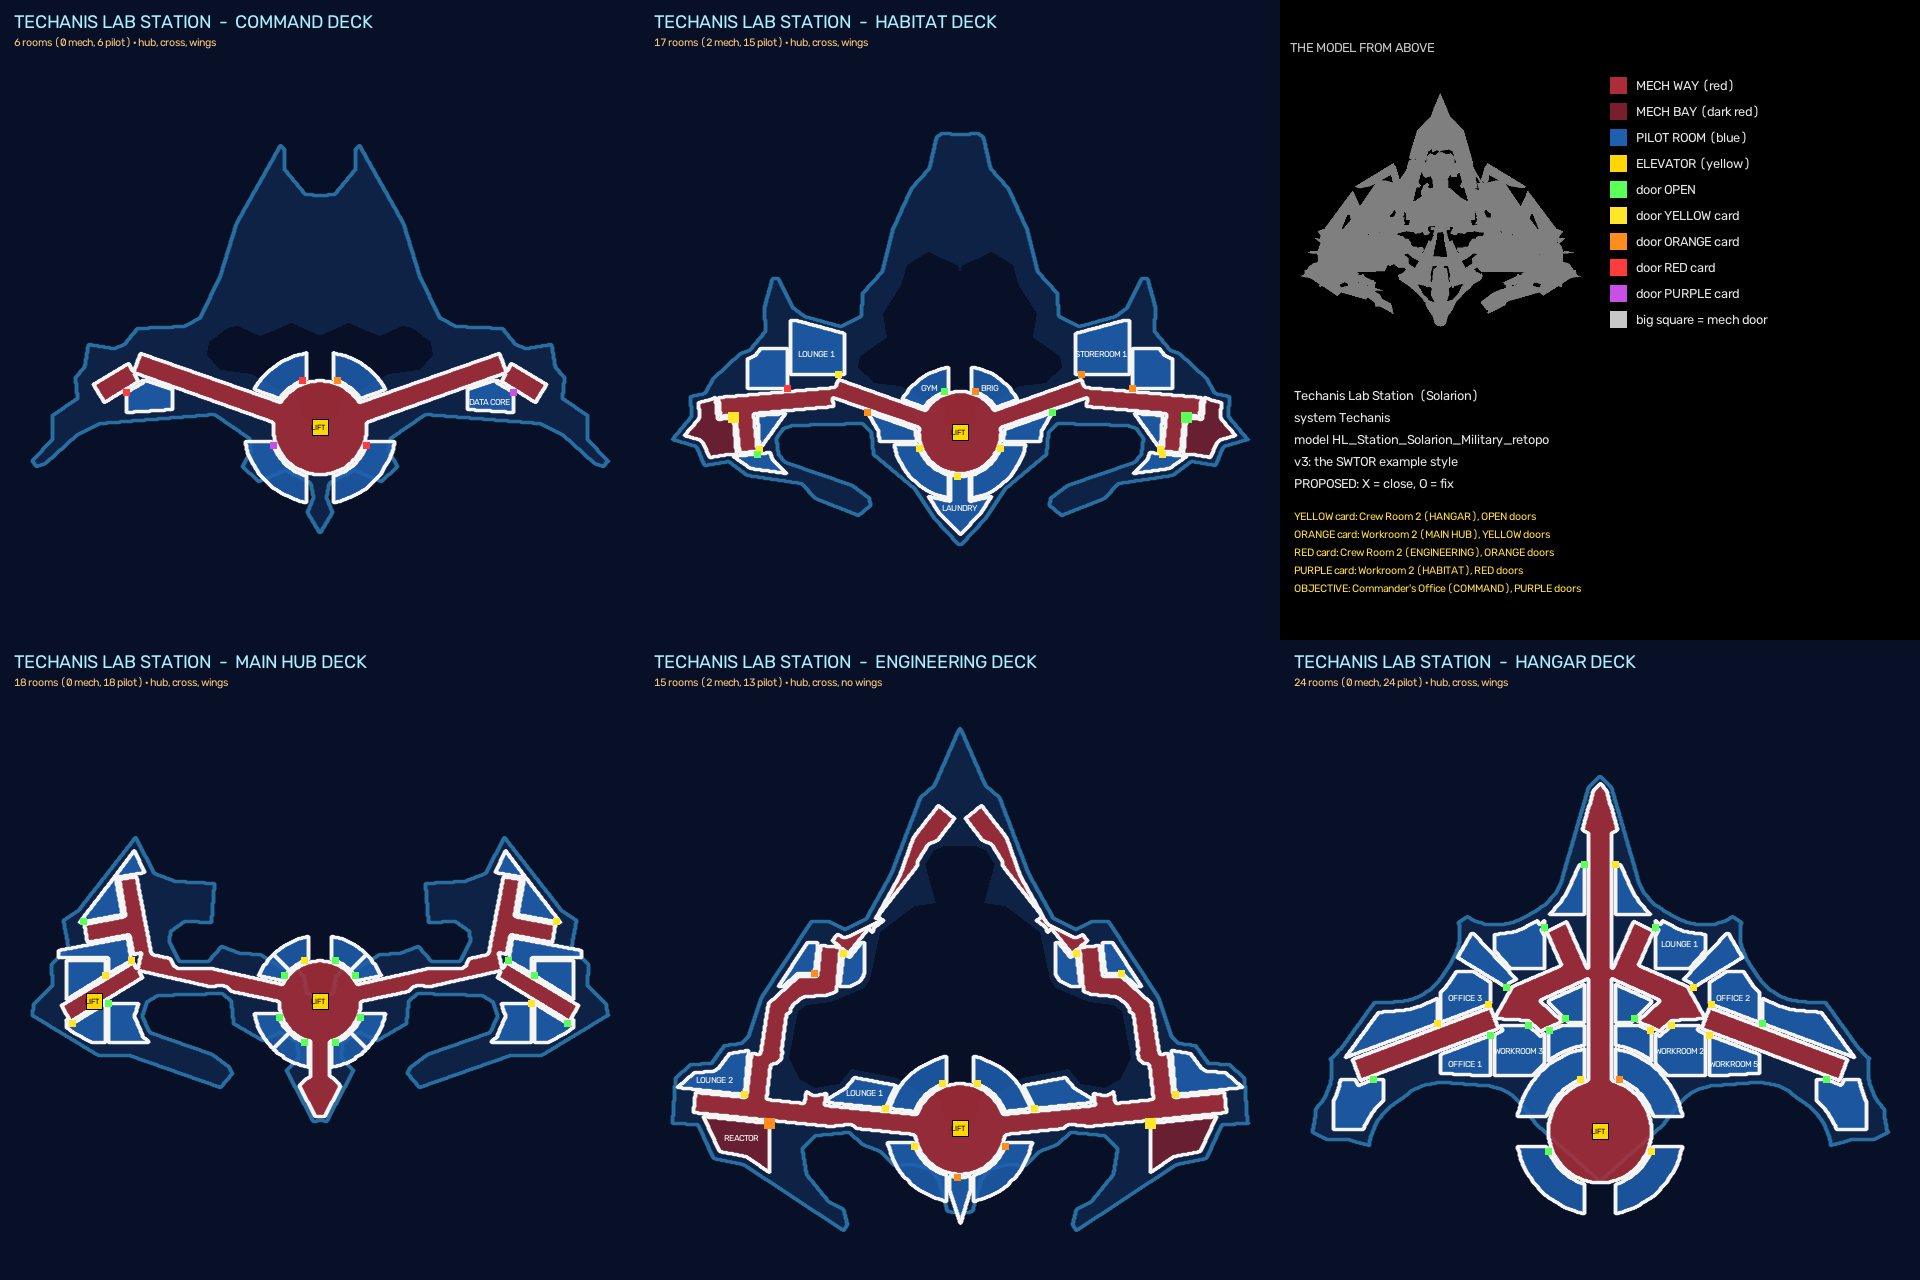 TECHANIS LAB STATION - COMMAND DECK
6 rooms (0 mech, 6 pilot) • hub, cross, wings
DATA CORE
LIFT
TECHANIS LAB STATION - HABITAT DECK
17 rooms (2 mech, 15 pilot) • hub, cross, wings
LOUNGE 1
STOREROOM 1
GYM
BRIG
LIFT
LAUNDRY
THE MODEL FROM ABOVE
MECH WAY (red)
MECH BAY (dark red)
PILOT ROOM (blue)
ELEVATOR (yellow)
door OPEN
door YELLOW card
door ORANGE card
door RED card
door PURPLE card
big square = mech door
Techanis Lab Station (Solarion)
system Techanis
model HL_Station_Solarion_Military_retopo
v3: the SWTOR example style
PROPOSED: X = close, O = fix
YELLOW card: Crew Room 2 (HANGAR), OPEN doors
ORANGE card: Workroom 2 (MAIN HUB), YELLOW doors
RED card: Crew Room 2 (ENGINEERING), ORANGE doors
PURPLE card: Workroom 2 (HABITAT), RED doors
OBJECTIVE: Commander's Office (COMMAND), PURPLE doors
TECHANIS LAB STATION - MAIN HUB DECK
18 rooms (0 mech, 18 pilot) • hub, cross, wings
LIFT
LIFT
TECHANIS LAB STATION - ENGINEERING DECK
15 rooms (2 mech, 13 pilot) • hub, cross, no wings
LOUNGE 2
LOUNGE 1
LIFT
REACTOR
TECHANIS LAB STATION - HANGAR DECK
24 rooms (0 mech, 24 pilot) • hub, cross, wings
LOUNGE 1
OFFICE 3
OFFICE 2
WORKROOM 3
WORKROOM 2
OFFICE 1
WORKROOM 5
LIFT